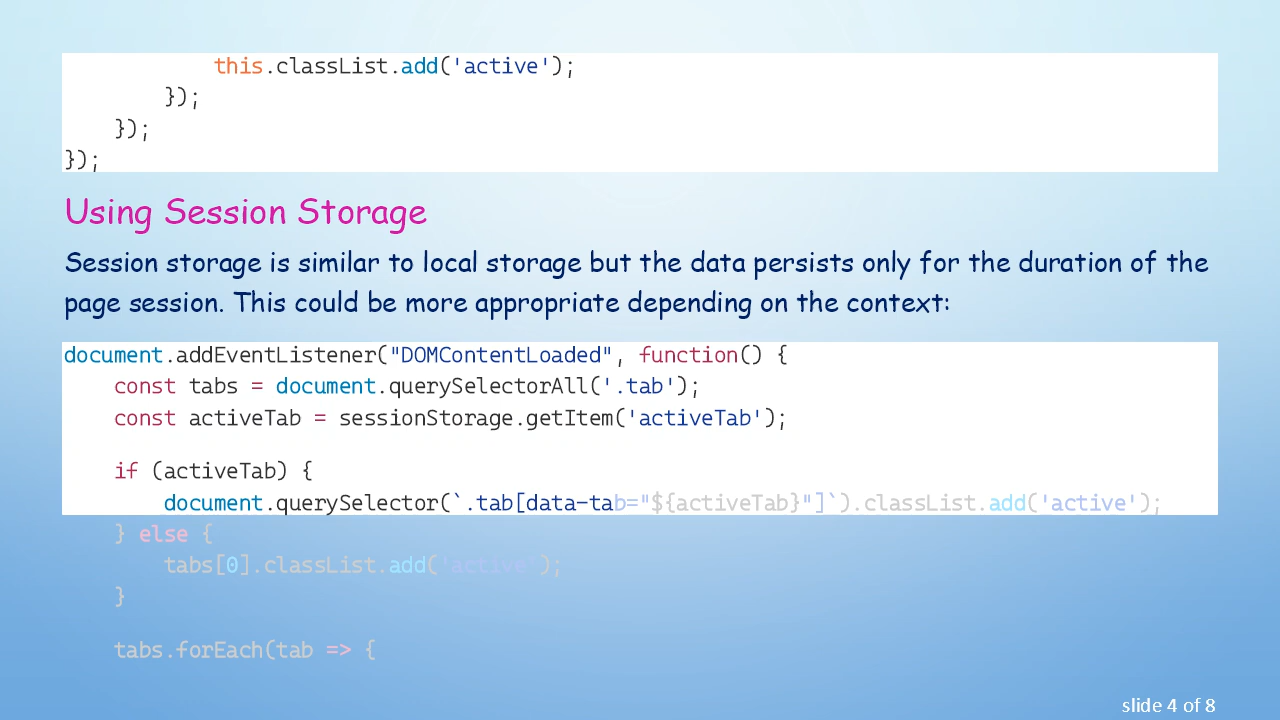 this.classList.add('active');
        });
    });
});
Using Session Storage
Session storage is similar to local storage but the data persists only for the duration of the
page session. This could be more appropriate depending on the context:
document.addEventListener("DOMContentLoaded", function() {
    const tabs = document.querySelectorAll('.tab');
    const activeTab = sessionStorage.getItem('activeTab');
    if (activeTab) {
        document.querySelector(`.tab[data-tab="${activeTab}"]`).classList.add('active');
    } else {
        tabs[0].classList.add('active');
    }
    tabs.forEach(tab => {
slide 4 of 8